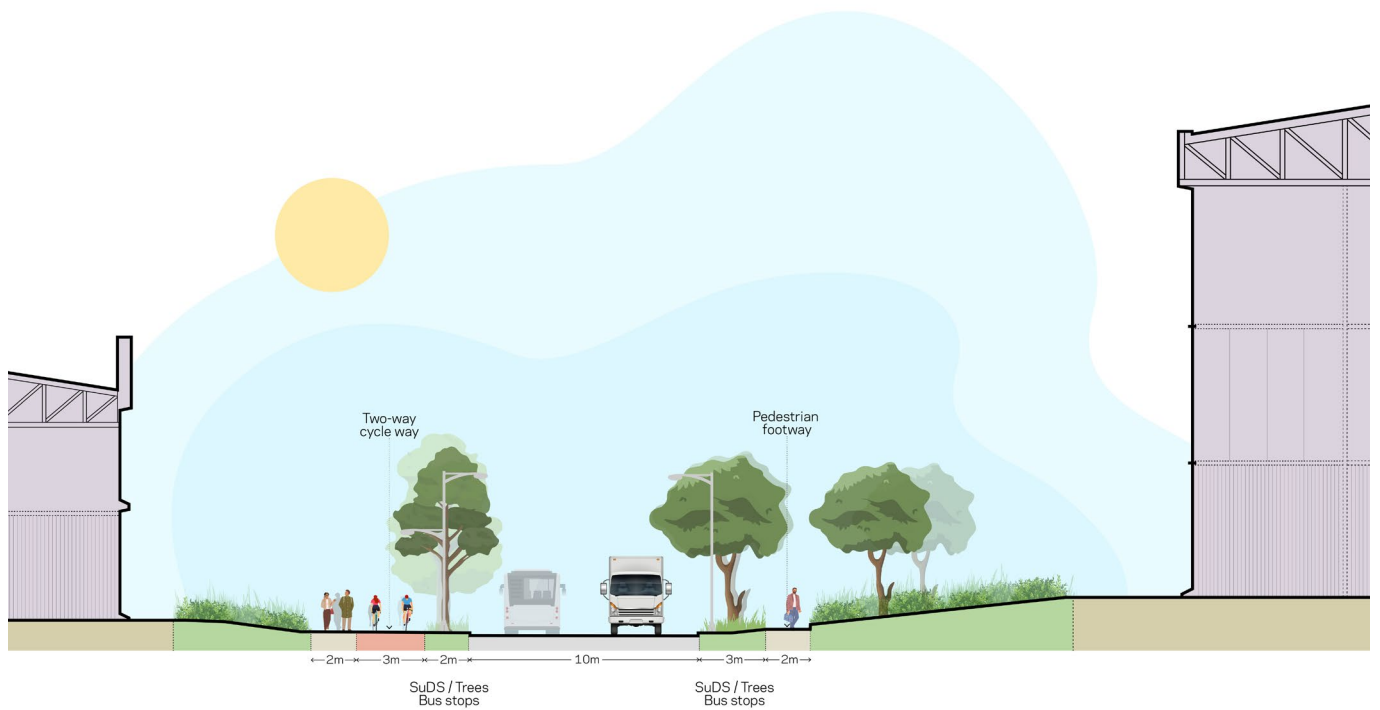 Two-way
cycle way
Pedestrian
footway
2m
3m
2m
10m
3m
2m
SuDS / Trees
Bus stops
SuDS / Trees
Bus stops